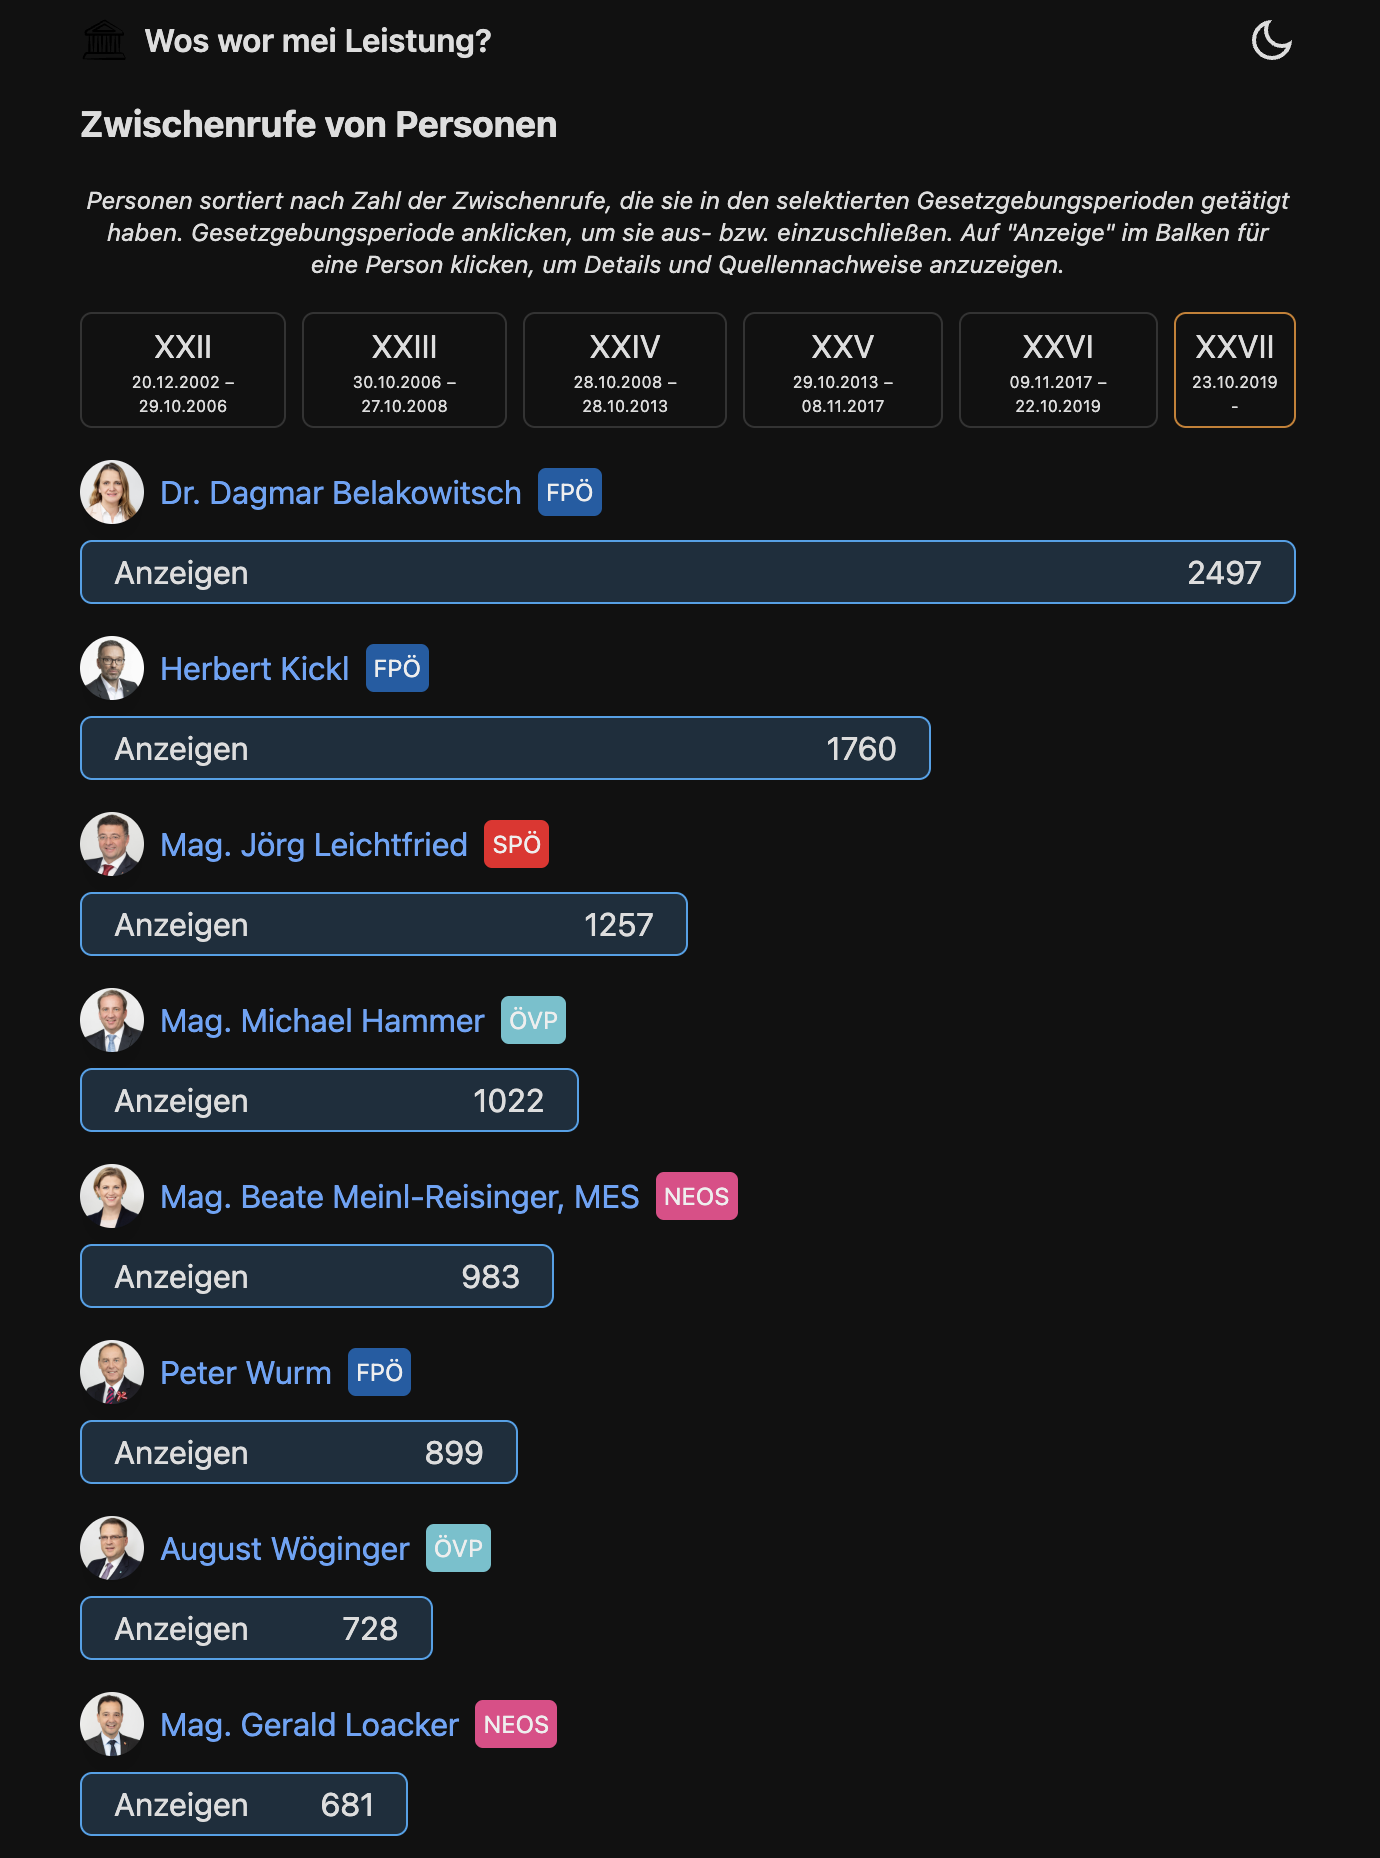 Wos wor mei Leistung?
Zwischenrufe von Personen
Personen sortiert nach Zahl der Zwischenrufe, die sie in den selektierten Gesetzgebungsperioden getätigt
haben. Gesetzgebungsperiode anklicken, um sie aus- bzw. einzuschließen. Auf "Anzeige" im Balken für
eine Person klicken, um Details und Quellennachweise anzuzeigen.
XXII
20.12.2002 –
29.10.2006
XXIII
30.10.2006 –
27.10.2008
XXIV
28.10.2008 –
28.10.2013
XXV
29.10.2013 –
08.11.2017
XXVI
09.11.2017 –
22.10.2019
XXVII
23.10.2019
-
Dr. Dagmar Belakowitsch FPÖ
Anzeigen 2497
Herbert Kickl FPÖ
Anzeigen 1760
Mag. Jörg Leichtfried SPÖ
Anzeigen 1257
Mag. Michael Hammer ÖVP
Anzeigen 1022
Mag. Beate Meinl-Reisinger, MES NEOS
Anzeigen 983
Peter Wurm FPÖ
Anzeigen 899
August Wöginger ÖVP
Anzeigen 728
Mag. Gerald Loacker NEOS
Anzeigen 681